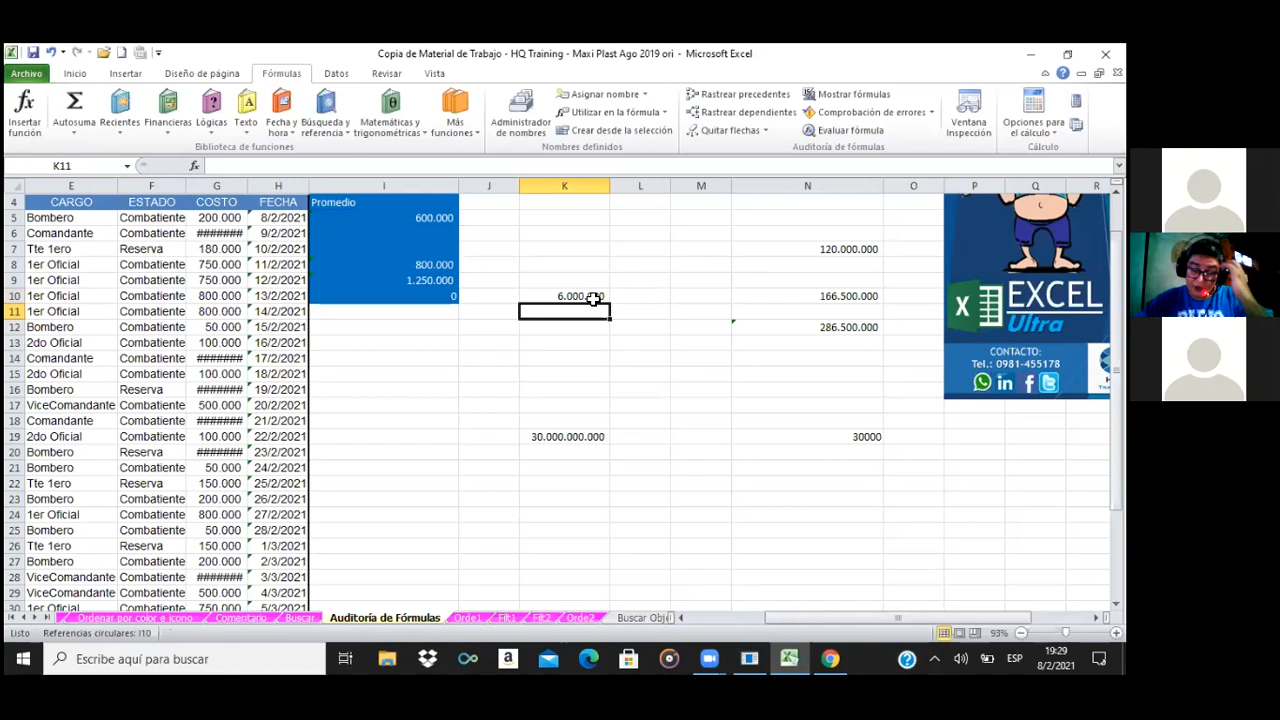 Copia de Material de Trabajo - HQ Training - Maxi Plast Ago 2019 ori - Microsoft Excel
Archivo Inicio Insertar Diseño de página Fórmulas Datos Revisar Vista
Insertar función
Autosuma
Recientes
Financieras
Lógicas
Texto
Fecha y hora
Búsqueda y referencia
Matemáticas y trigonométricas
Más funciones
Biblioteca de funciones
Administrador de nombres
Asignar nombre
Utilizar en la fórmula
Crear desde la selección
Nombres definidos
Rastrear precedentes
Rastrear dependientes
Quitar flechas
Mostrar fórmulas
Comprobación de errores
Evaluar fórmula
Auditoría de fórmulas
Ventana Inspección
Opciones para el cálculo
Cálculo
K11 fx
E F G H I J K L M N O P Q R
4 CARGO ESTADO COSTO FECHA Promedio
5 Bombero Combatiente 200.000 8/2/2021 600.000
6 Comandante Combatiente ####### 9/2/2021
7 Tte 1ero Reserva 180.000 10/2/2021 120.000.000
8 1er Oficial Combatiente 750.000 11/2/2021 800.000
9 1er Oficial Combatiente 750.000 12/2/2021 1.250.000
10 1er Oficial Combatiente 800.000 13/2/2021 0 166.500.000
11 1er Oficial Combatiente 800.000 14/2/2021
12 Bombero Combatiente 50.000 15/2/2021 286.500.000
13 2do Oficial Combatiente 100.000 16/2/2021
14 Comandante Combatiente ####### 17/2/2021
15 2do Oficial Combatiente 100.000 18/2/2021
16 Bombero Reserva ####### 19/2/2021
17 ViceComandante Combatiente 500.000 20/2/2021
18 Comandante Combatiente ####### 21/2/2021
19 2do Oficial Combatiente 100.000 22/2/2021 30.000.000.000 30000
20 Bombero Reserva ####### 23/2/2021
21 Bombero Combatiente 50.000 24/2/2021
22 Tte 1ero Reserva 150.000 25/2/2021
23 Bombero Combatiente 200.000 26/2/2021
24 1er Oficial Combatiente 800.000 27/2/2021
25 Bombero Combatiente 50.000 28/2/2021
26 Tte 1ero Reserva 150.000 1/3/2021
27 Bombero Combatiente 200.000 2/3/2021
28 ViceComandante Combatiente ####### 3/3/2021
29 ViceComandante Combatiente 500.000 4/3/2021
30 1er Oficial Combatiente 750.000 5/3/2021
EXCEL
Ultra
CONTACTO:
Tel.: 0981-455178
Ordenar por color e Icono Comentario Buscar Auditoría de Fórmulas Orde1 Filt1 Filt2 Orde2 Buscar Obj
Listo Referencias circulares: I10 93%
Escribe aquí para buscar
ESP
19:29
8/2/2021